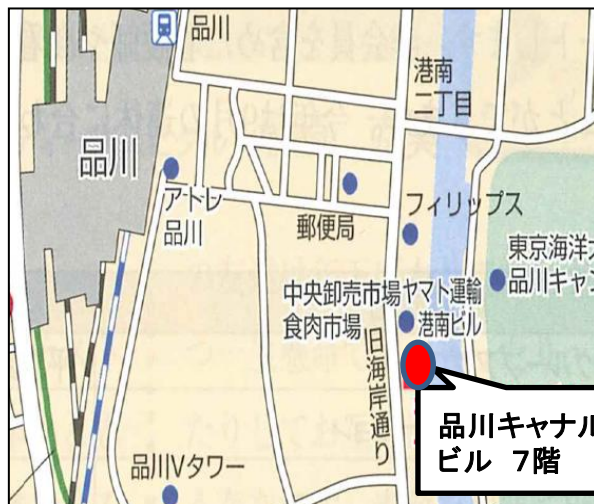 品川
港南
二丁目
品川
アトレ
品川
郵便局
フィリップス
東京海洋大
品川キャン
中央卸売市場
食肉市場
ヤマト運輸
港南ビル
旧海岸通り
品川キャナル
ビル 7階
品川Vタワー